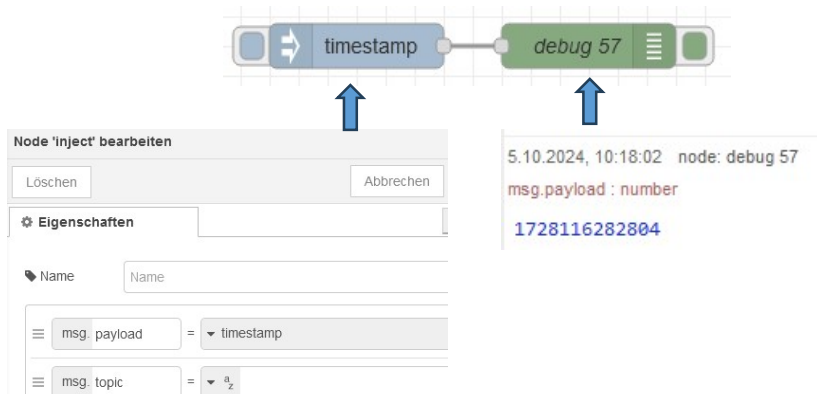 timestamp
debug 57
Node 'inject' bearbeiten
Löschen
Abbrechen
Eigenschaften
Name
Name
msg. payload = timestamp
msg. topic = az
5.10.2024, 10:18:02 node: debug 57
msg.payload : number
1728116282804